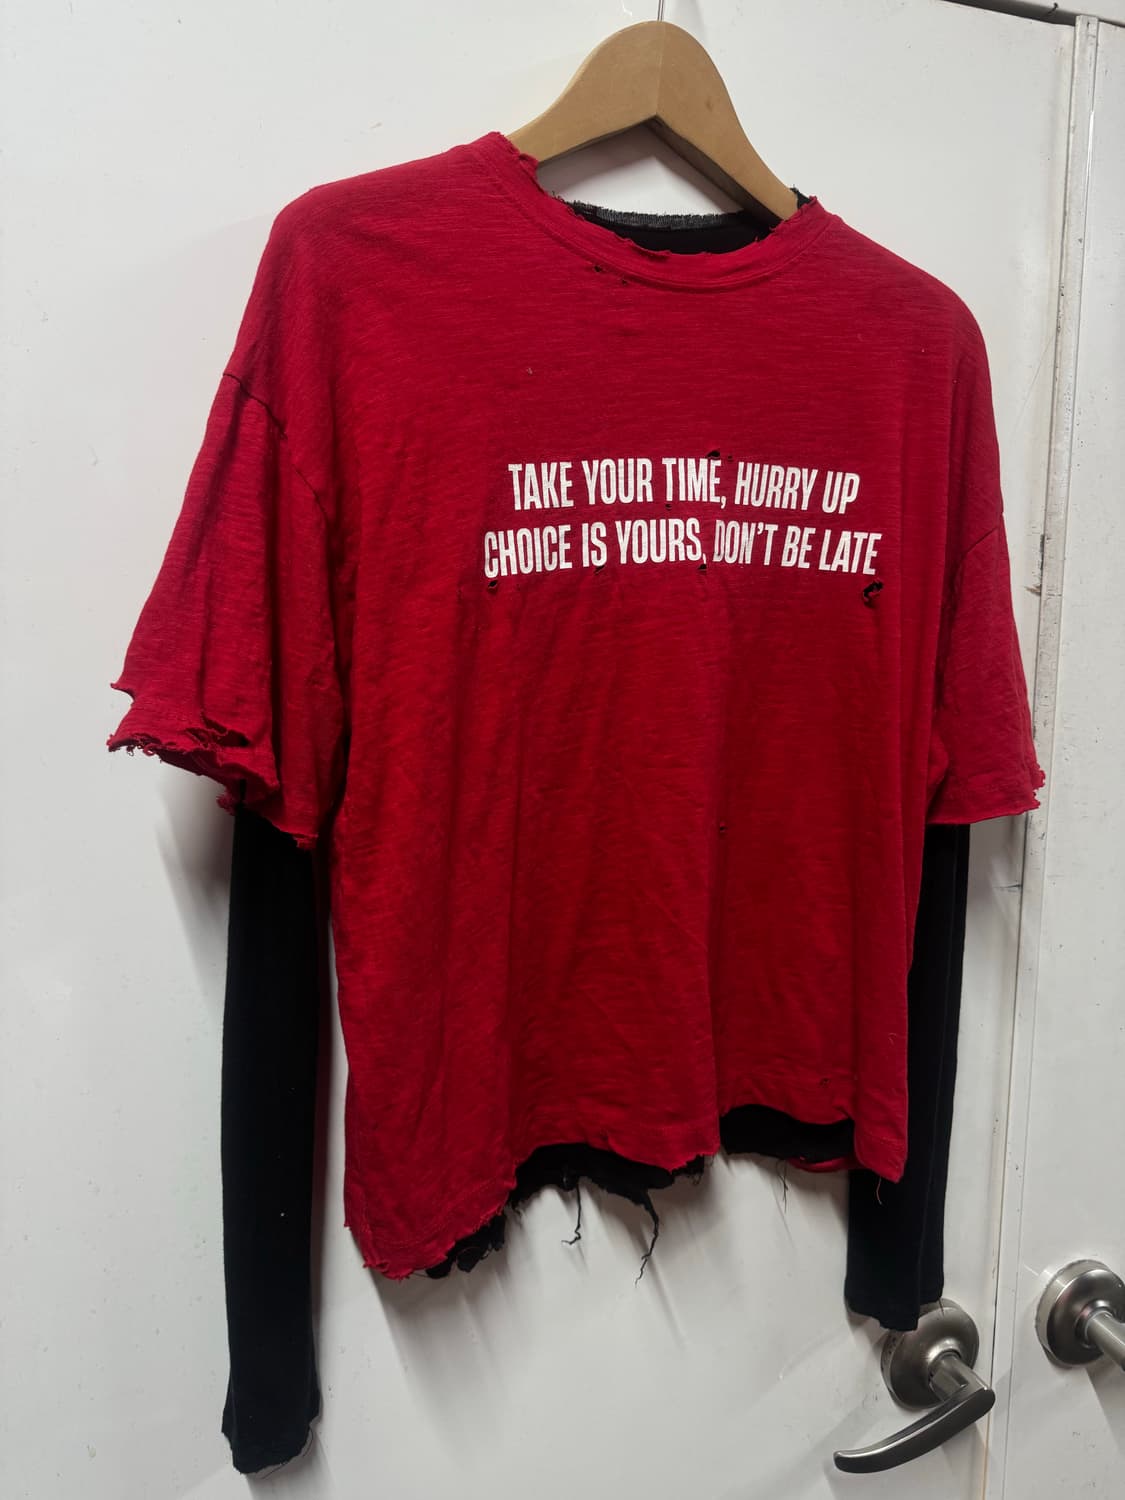 TAKE YOUR TIME, HURRY UP
CHOICE IS YOURS, DON'T BE LATE